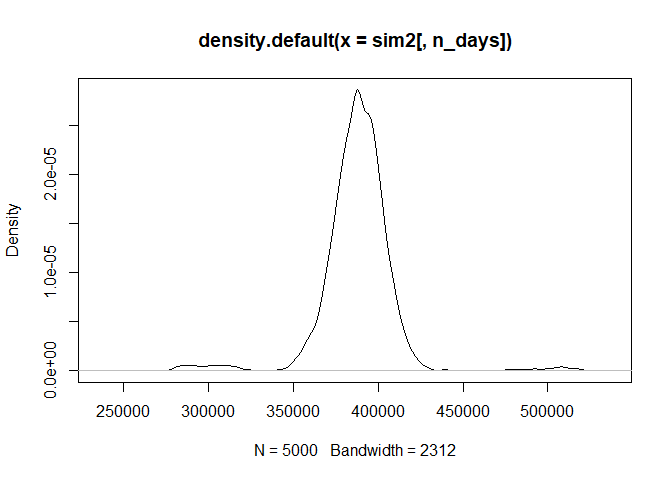 density.default(x = sim2[, n_days])
Density
0.0e+00
1.0e-05
2.0e-05
250000
300000
350000
400000
450000
500000
N = 5000 Bandwidth = 2312